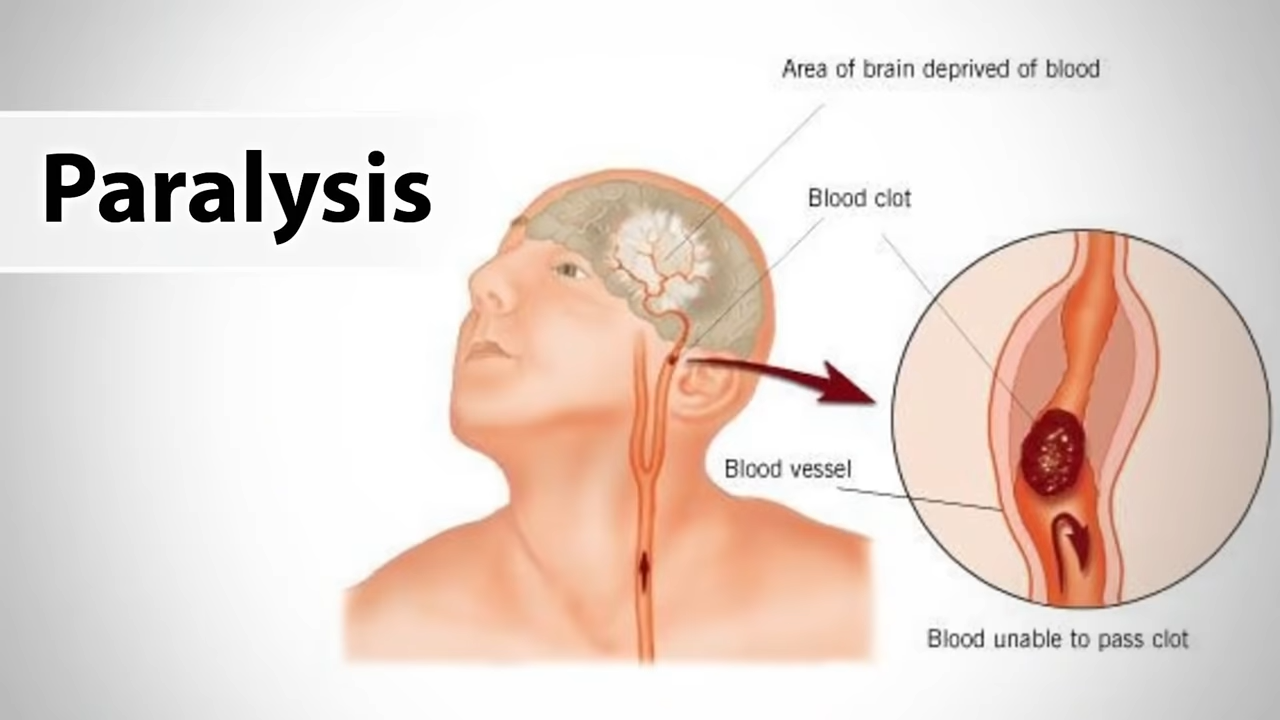 Paralysis
Area of brain deprived of blood
Blood clot
Blood vessel
Blood unable to pass clot